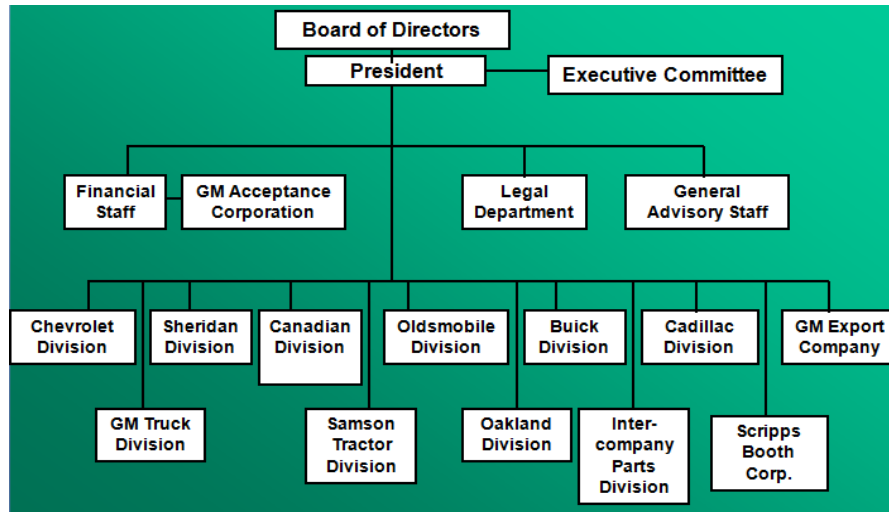 Board of Directors
President
Executive Committee
Financial
Staff
GM Acceptance
Corporation
Legal
Department
General
Advisory Staff
Chevrolet
Division
Sheridan
Division
Canadian
Division
Oldsmobile
Division
Buick
Division
Cadillac
Division
GM Export
Company
GM Truck
Division
Samson
Tractor
Division
Oakland
Division
Inter-
company
Parts
Division
Scripps
Booth
Corp.